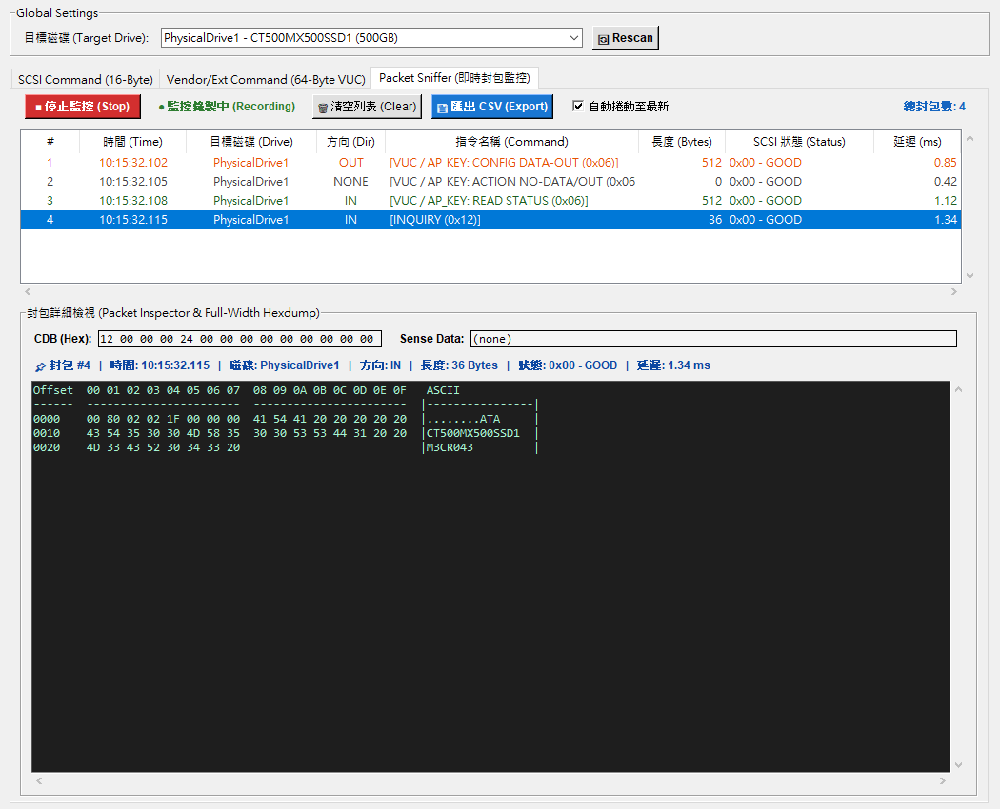 Global Settings
目標磁碟 (Target Drive): PhysicalDrive1 - CT500MX500SSD1 (500GB) Rescan
SCSI Command (16-Byte) Vendor/Ext Command (64-Byte VUC) Packet Sniffer (即時封包監控)
■ 停止監控 (Stop) ● 監控錄製中 (Recording) 清空列表 (Clear) 匯出 CSV (Export) 自動捲動至最新 總封包數: 4
# 時間 (Time) 目標磁碟 (Drive) 方向 (Dir) 指令名稱 (Command) 長度 (Bytes) SCSI 狀態 (Status) 延遲 (ms)
1 10:15:32.102 PhysicalDrive1 OUT [VUC / AP_KEY: CONFIG DATA-OUT (0x06)] 512 0x00 - GOOD 0.85
2 10:15:32.105 PhysicalDrive1 NONE [VUC / AP_KEY: ACTION NO-DATA/OUT (0x06 0 0x00 - GOOD 0.42
3 10:15:32.108 PhysicalDrive1 IN [VUC / AP_KEY: READ STATUS (0x06)] 512 0x00 - GOOD 1.12
4 10:15:32.115 PhysicalDrive1 IN [INQUIRY (0x12)] 36 0x00 - GOOD 1.34
封包詳細檢視 (Packet Inspector & Full-Width Hexdump)
CDB (Hex): 12 00 00 00 24 00 00 00 00 00 00 00 00 00 Sense Data: (none)
封包 #4 | 時間: 10:15:32.115 | 磁碟: PhysicalDrive1 | 方向: IN | 長度: 36 Bytes | 狀態: 0x00 - GOOD | 延遲: 1.34 ms
Offset 00 01 02 03 04 05 06 07 08 09 0A 0B 0C 0D 0E 0F ASCII
------ ----------------------- ----------------------- |----------------|
0000 00 80 02 02 1F 00 00 00 41 54 41 20 20 20 20 20 |........ATA     |
0010 43 54 35 30 30 4D 58 35 30 30 53 53 44 31 20 20 |CT500MX500SSD1  |
0020 4D 33 43 52 30 34 33 20 |M3CR043         |